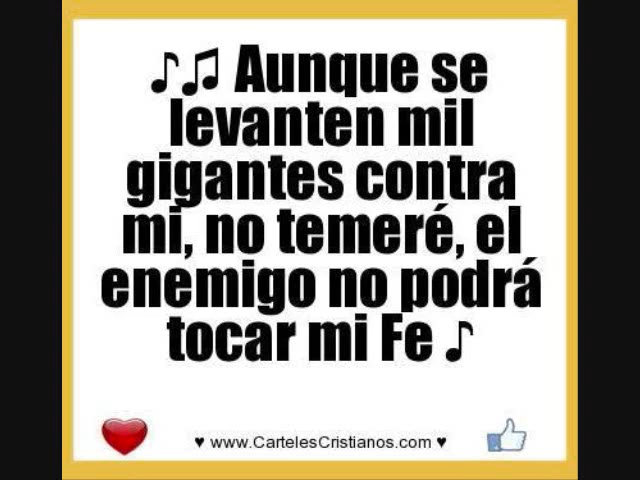 ♪♫ Aunque se
levanten mil
gigantes contra
mi, no temeré, el
enemigo no podrá
tocar mi Fe ♪
♥ www.CartelesCristianos.com ♥